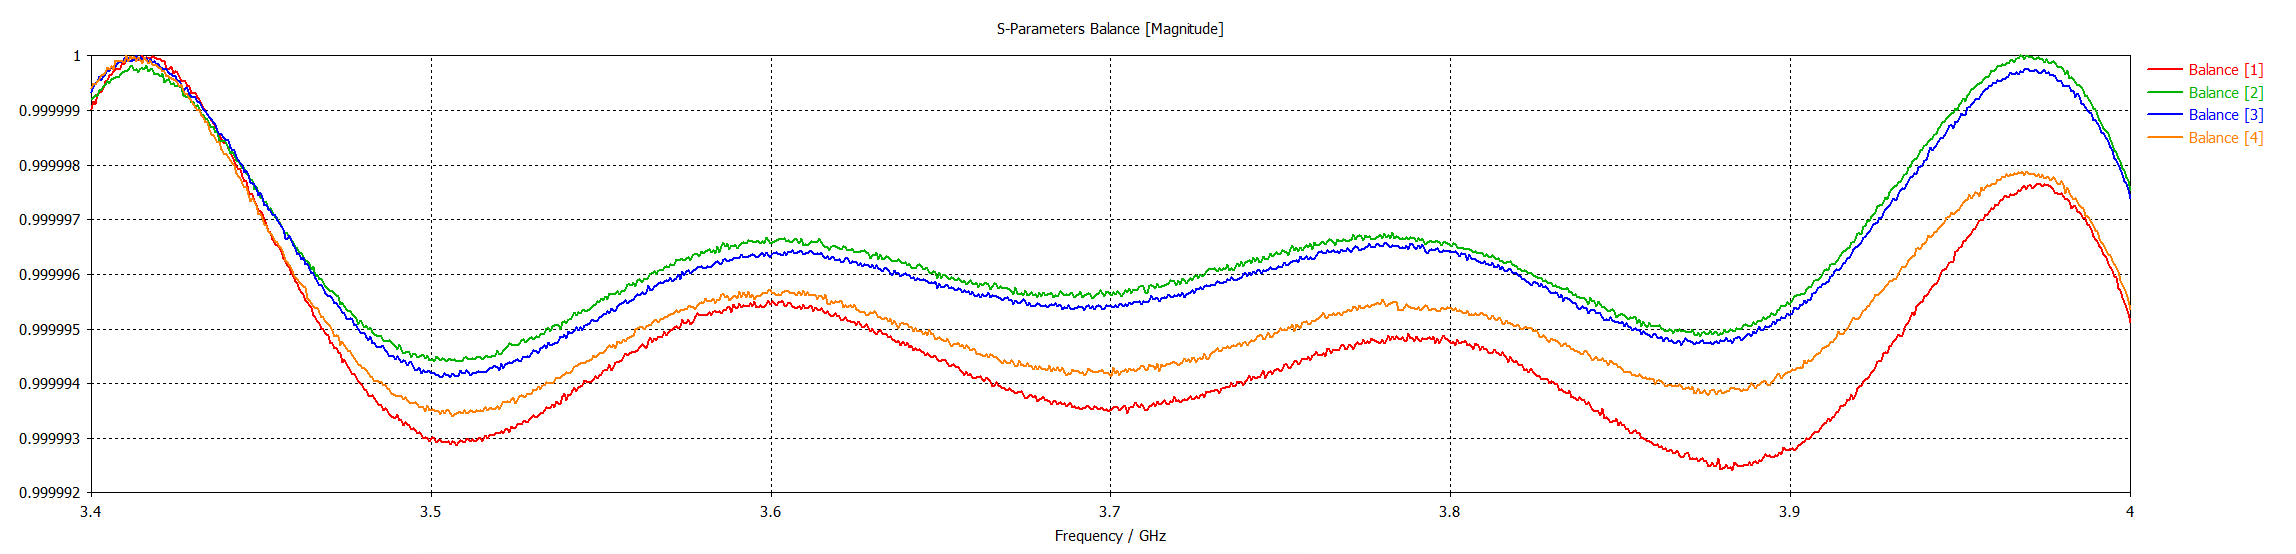 S-Parameters Balance [Magnitude]
1
0.999999
0.999998
0.999997
0.999996
0.999995
0.999994
0.999993
0.999992
3.4 3.5 3.6 3.7 3.8 3.9 4
Frequency / GHz
Balance [1]
Balance [2]
Balance [3]
Balance [4]